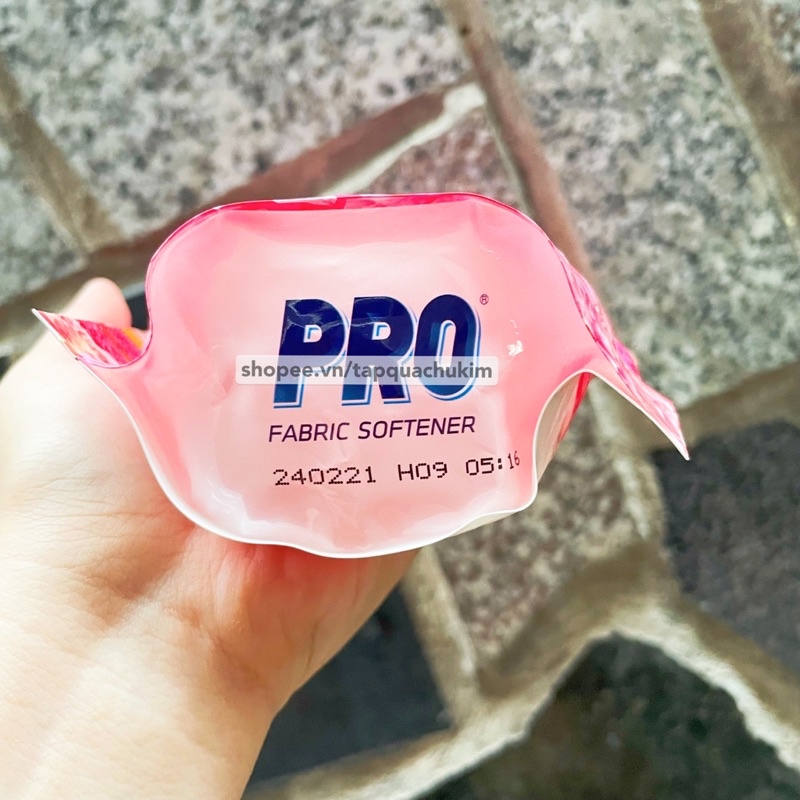 PRO®
shopee.vn/tapquachukim
FABRIC SOFTENER
240221 H09 05:16